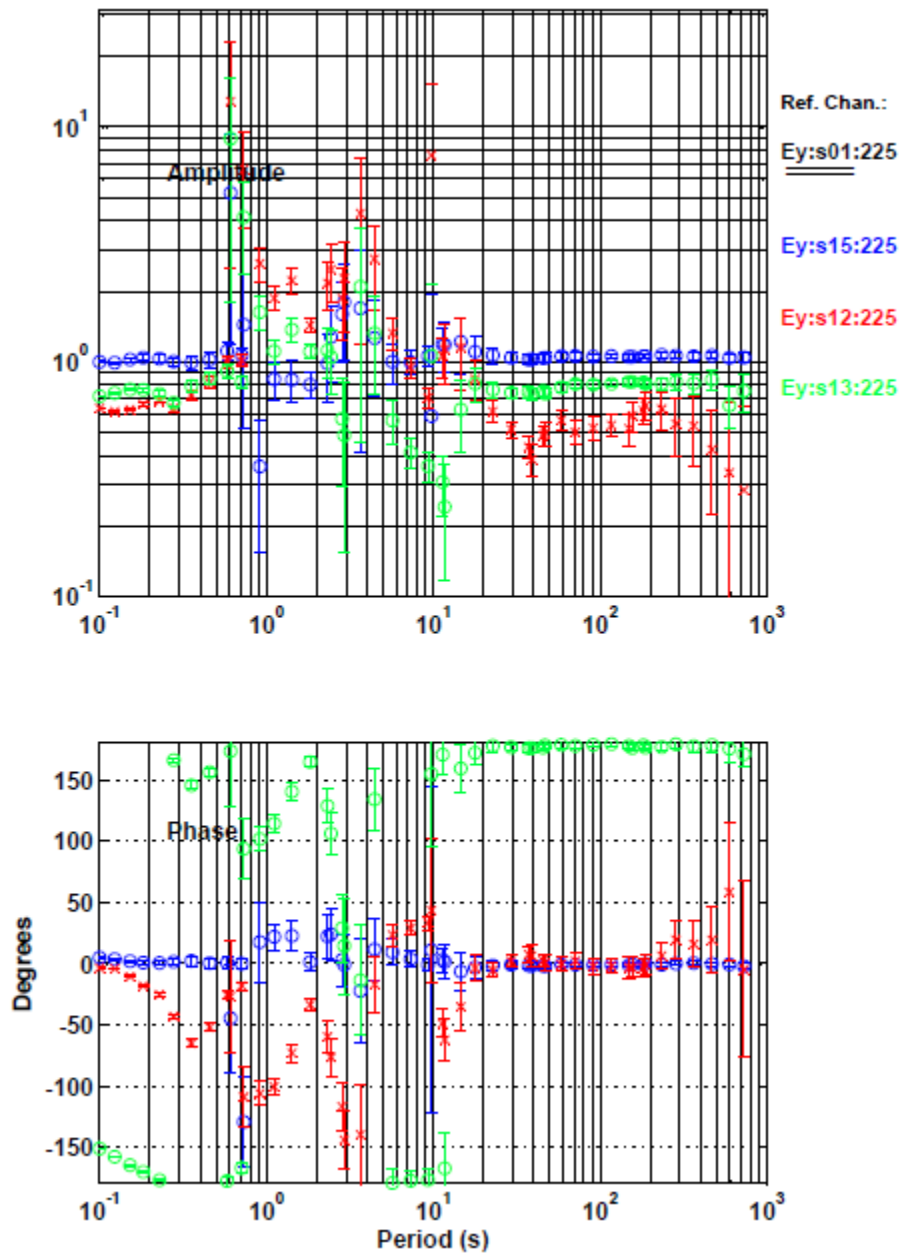 Ref. Chan.:
10^1
Ey:s01:225
Amplitude
Ey:s15:225
Ey:s12:225
10^0
Ey:s13:225
10^-1
10^-1 10^0 10^1 10^2 10^3
150
Phase
100
50
0
-50
-100
-150
Degrees
10^-1 10^0 10^1 10^2 10^3
Period (s)